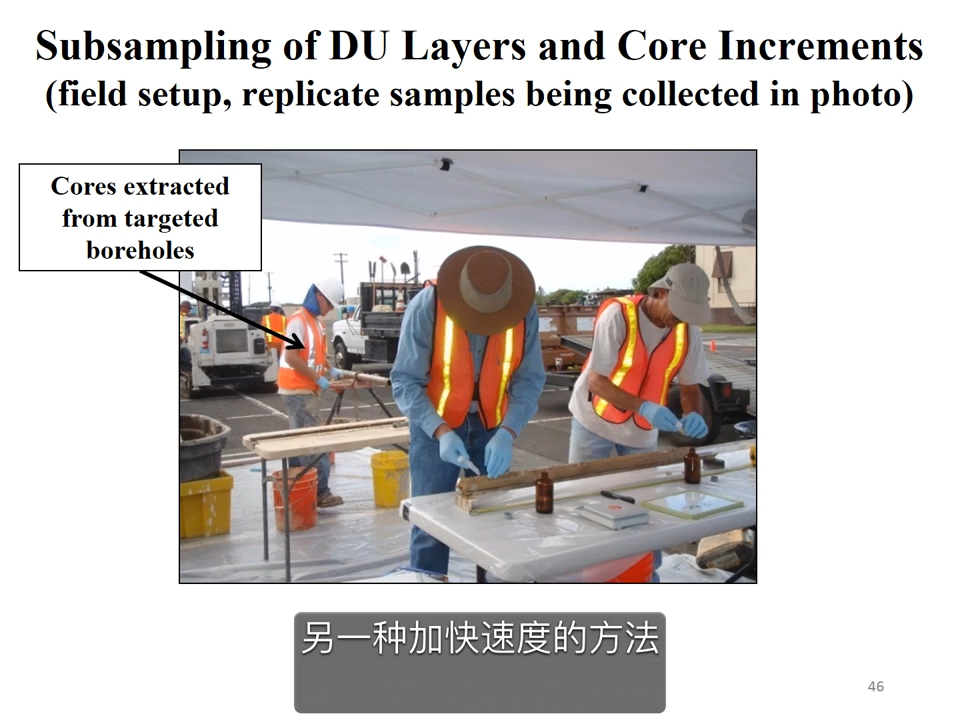 Subsampling of DU Layers and Core Increments
(field setup, replicate samples being collected in photo)
Cores extracted
from targeted
boreholes
另一种加快速度的方法
46